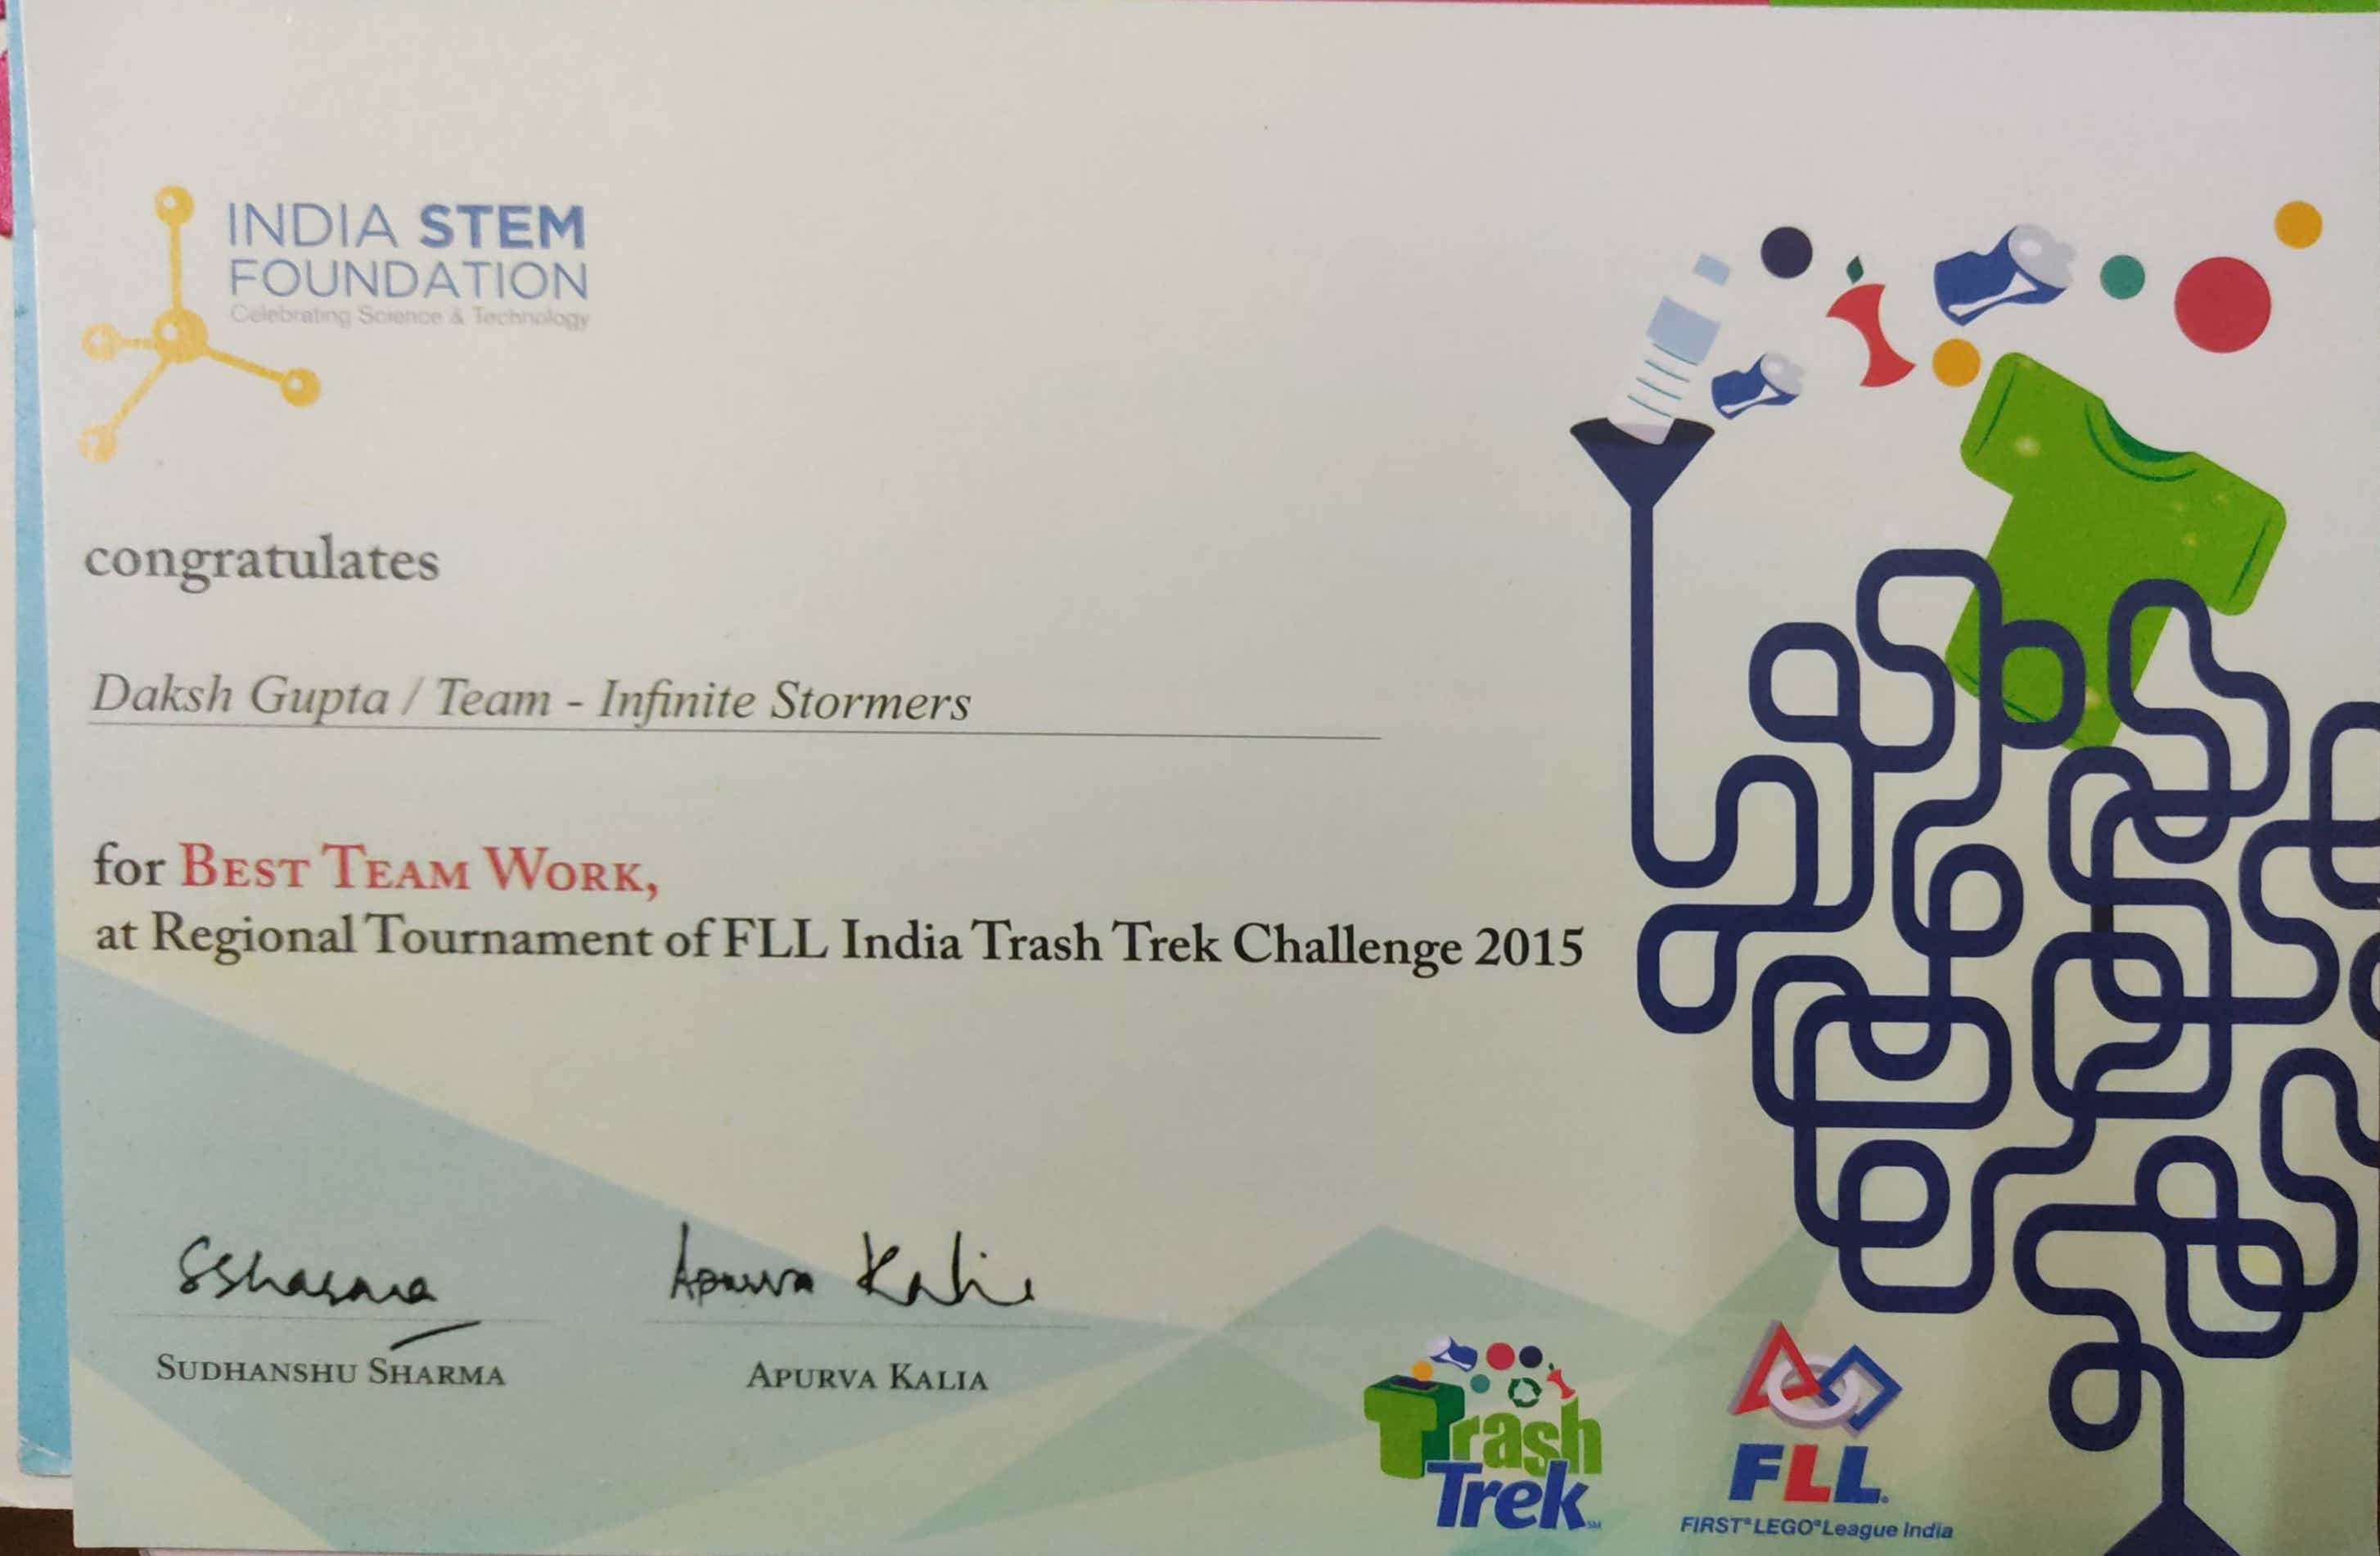 INDIA STEM
FOUNDATION
Celebrating Science & Technology
congratulates
Daksh Gupta / Team - Infinite Stormers
for BEST TEAM WORK,
at Regional Tournament of FLL India Trash Trek Challenge 2015
SSharma
Apurva Kalia
SUDHANSHU SHARMA
APURVA KALIA
Trash
Trek SM
FLL®
FIRST® LEGO® League India